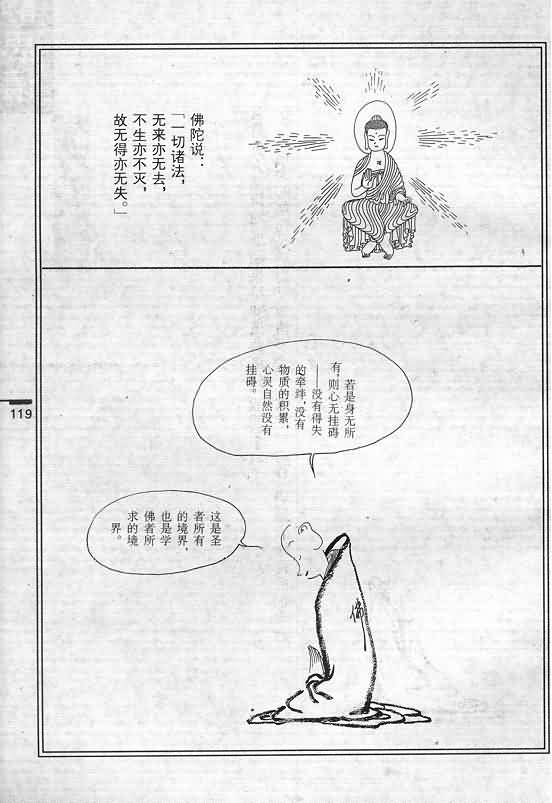 佛陀说：
「一切诸法，
无来亦无去，
不生亦不灭，
故无得亦无失。」
若是身无所
有，则心无挂碍
——没有得失
的牵绊，没有
物质的积累，
心灵自然没有
挂碍。
这是圣
者所有
的境界，
也是学
佛者所
求的境
界。
佛
119